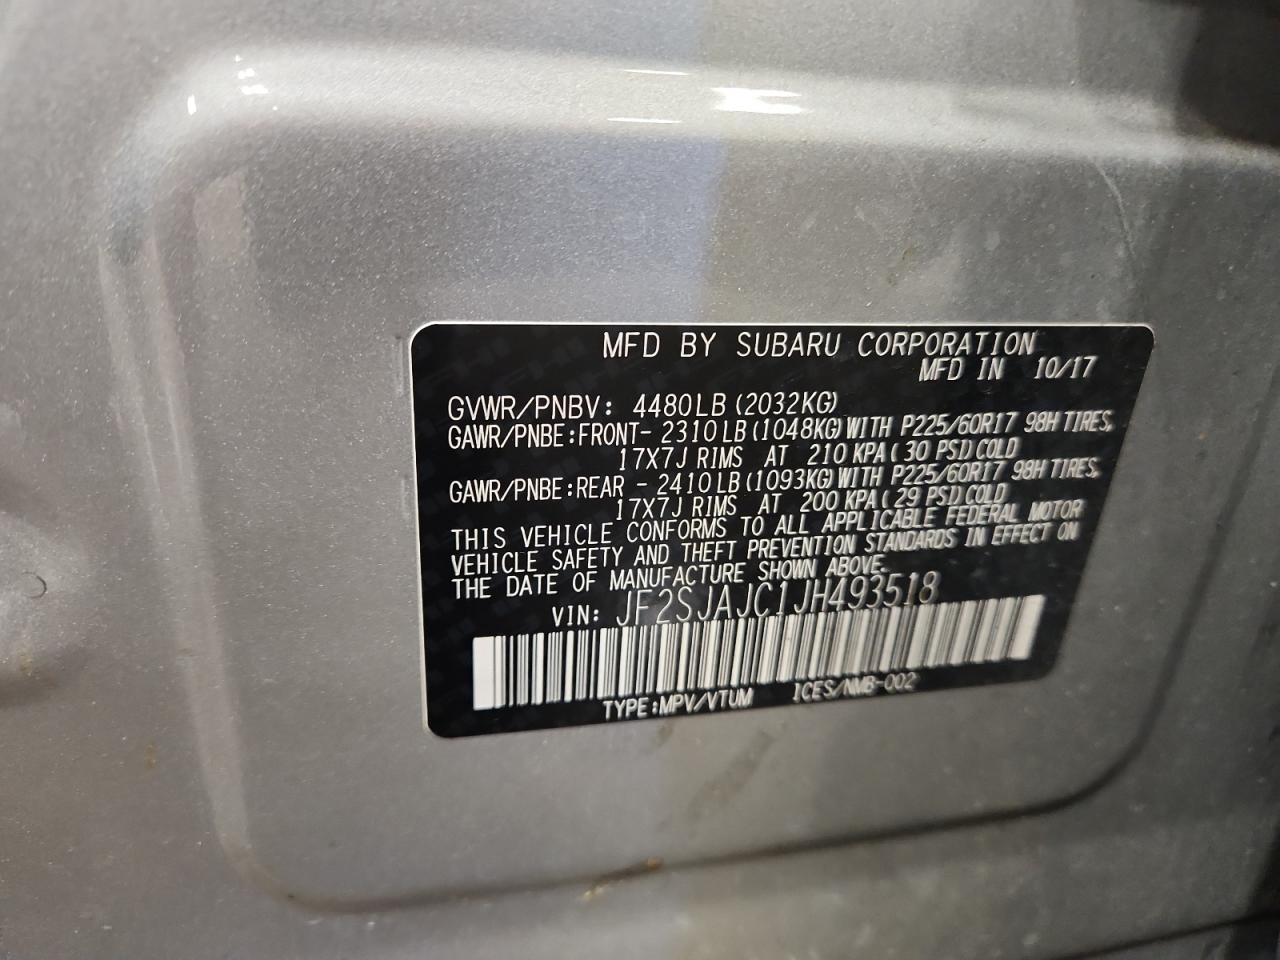 MFD BY SUBARU CORPORATION
MFD IN 10/17
GVWR/PNBV: 4480LB (2032KG)
GAWR/PNBE:FRONT- 2310LB(1048KG)WITH P225/60R17 98H TIRES,
17X7J RIMS AT 210 KPA( 30 PSI)COLD
GAWR/PNBE:REAR - 2410LB(1093KG)WITH P225/60R17 98H TIRES,
17X7J RIMS AT 200 KPA( 29 PSI)COLD
THIS VEHICLE CONFORMS TO ALL APPLICABLE FEDERAL MOTOR
VEHICLE SAFETY AND THEFT PREVENTION STANDARDS IN EFFECT ON
THE DATE OF MANUFACTURE SHOWN ABOVE.
VIN: JF2SJAJC1JH493518
TYPE:MPV/VTUM ICES/NMB-002